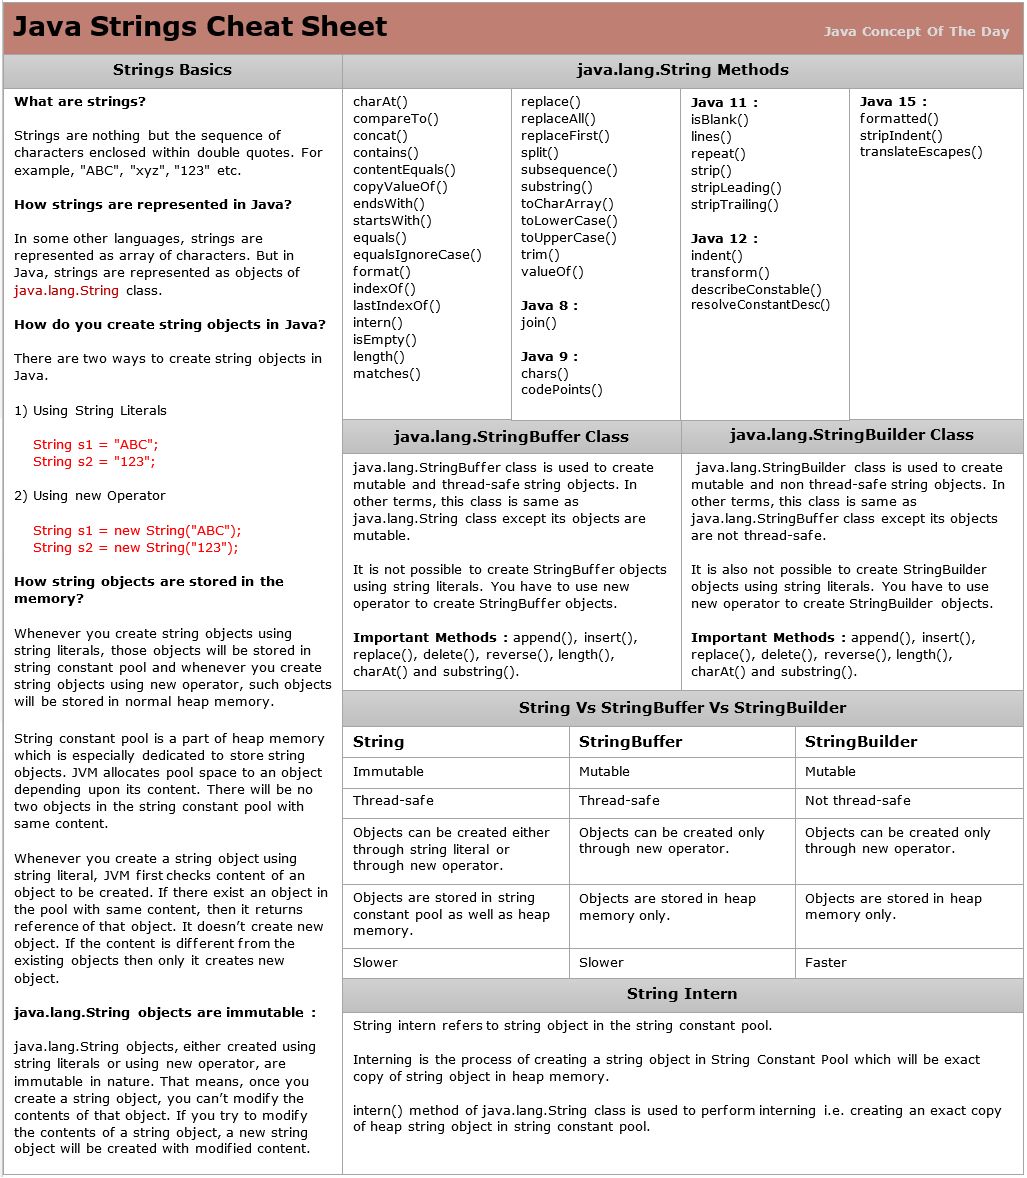 Java Strings Cheat Sheet
Java Concept Of The Day
Strings Basics
What are strings?
Strings are nothing but the sequence of
characters enclosed within double quotes. For
example, "ABC", "xyz", "123" etc.
How strings are represented in Java?
In some other languages, strings are
represented as array of characters. But in
Java, strings are represented as objects of
java.lang.String class.
How do you create string objects in Java?
There are two ways to create string objects in
Java.
1) Using String Literals
String s1 = "ABC";
String s2 = "123";
2) Using new Operator
String s1 = new String("ABC");
String s2 = new String("123");
How string objects are stored in the
memory?
Whenever you create string objects using
string literals, those objects will be stored in
string constant pool and whenever you create
string objects using new operator, such objects
will be stored in normal heap memory.
String constant pool is a part of heap memory
which is especially dedicated to store string
objects. JVM allocates pool space to an object
depending upon its content. There will be no
two objects in the string constant pool with
same content.
Whenever you create a string object using
string literal, JVM first checks content of an
object to be created. If there exist an object in
the pool with same content, then it returns
reference of that object. It doesn’t create new
object. If the content is different from the
existing objects then only it creates new
object.
java.lang.String objects are immutable :
java.lang.String objects, either created using
string literals or using new operator, are
immutable in nature. That means, once you
create a string object, you can’t modify the
contents of that object. If you try to modify
the contents of a string object, a new string
object will be created with modified content.
java.lang.String Methods
charAt()
compareTo()
concat()
contains()
contentEquals()
copyValueOf()
endsWith()
startsWith()
equals()
equalsIgnoreCase()
format()
indexOf()
lastIndexOf()
intern()
isEmpty()
length()
matches()
replace()
replaceAll()
replaceFirst()
split()
subsequence()
substring()
toCharArray()
toLowerCase()
toUpperCase()
trim()
valueOf()
Java 8 :
join()
Java 9 :
chars()
codePoints()
Java 11 :
isBlank()
lines()
repeat()
strip()
stripLeading()
stripTrailing()
Java 12 :
indent()
transform()
describeConstable()
resolveConstantDesc()
Java 15 :
formatted()
stripIndent()
translateEscapes()
java.lang.StringBuffer Class
java.lang.StringBuffer class is used to create
mutable and thread-safe string objects. In
other terms, this class is same as
java.lang.String class except its objects are
mutable.
It is not possible to create StringBuffer objects
using string literals. You have to use new
operator to create StringBuffer objects.
Important Methods : append(), insert(),
replace(), delete(), reverse(), length(),
charAt() and substring().
java.lang.StringBuilder Class
java.lang.StringBuilder class is used to create
mutable and non thread-safe string objects. In
other terms, this class is same as
java.lang.StringBuffer class except its objects
are not thread-safe.
It is also not possible to create StringBuilder
objects using string literals. You have to use
new operator to create StringBuilder objects.
Important Methods : append(), insert(),
replace(), delete(), reverse(), length(),
charAt() and substring().
String Vs StringBuffer Vs StringBuilder
String
StringBuffer
StringBuilder
Immutable
Mutable
Mutable
Thread-safe
Thread-safe
Not thread-safe
Objects can be created either
through string literal or
through new operator.
Objects can be created only
through new operator.
Objects can be created only
through new operator.
Objects are stored in string
constant pool as well as heap
memory.
Objects are stored in heap
memory only.
Objects are stored in heap
memory only.
Slower
Slower
Faster
String Intern
String intern refers to string object in the string constant pool.
Interning is the process of creating a string object in String Constant Pool which will be exact
copy of string object in heap memory.
intern() method of java.lang.String class is used to perform interning i.e. creating an exact copy
of heap string object in string constant pool.